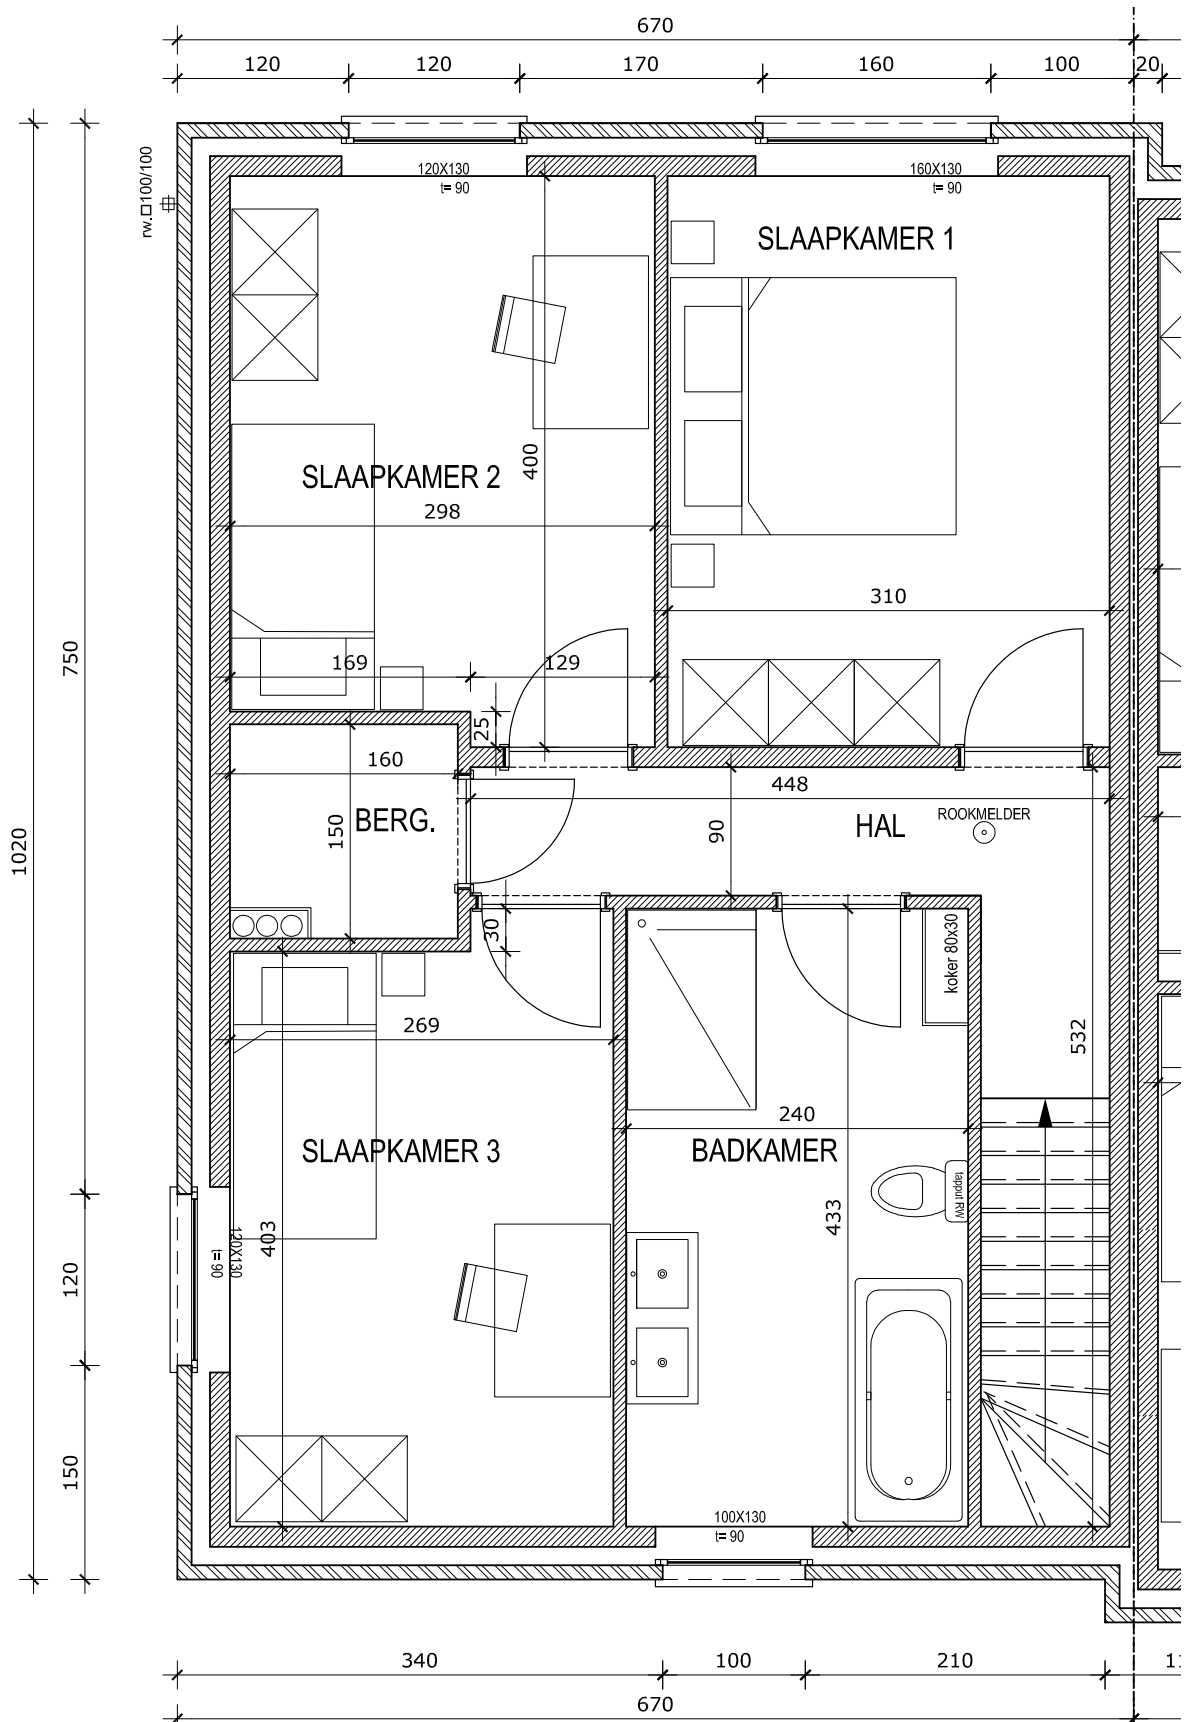 670
120 120 170 160 100 20
rw.□100/100
120X130
t= 90
160X130
t= 90
SLAAPKAMER 1
SLAAPKAMER 2
400
298
310
750
169 129
25
160
448
BERG.
150
90
HAL
ROOKMELDER
1020
30
koker 80x30
269
532
240
SLAAPKAMER 3
BADKAMER
tapput RW
433
403
120X130
t= 90
120
150
100X130
t= 90
340 100 210
670